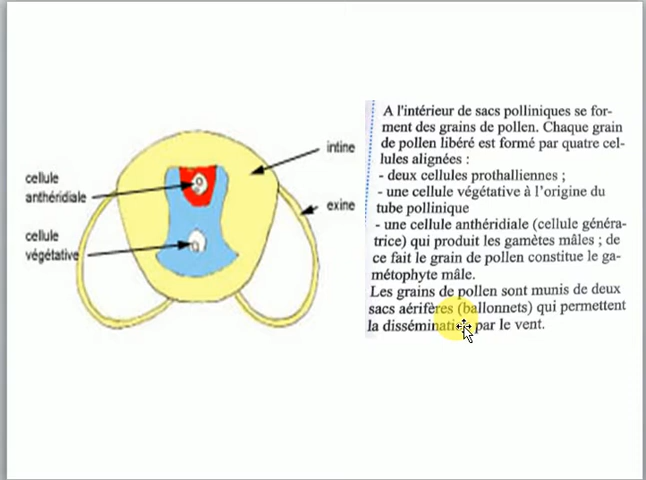 intine
cellule
anthéridiale
exine
cellule
végétative
A l'intérieur de sacs polliniques se for-
ment des grains de pollen. Chaque grain
de pollen libéré est formé par quatre cel-
lules alignées :
- deux cellules prothalliennes ;
- une cellule végétative à l'origine du
tube pollinique
- une cellule anthéridiale (cellule généra-
trice) qui produit les gamètes mâles ; de
ce fait le grain de pollen constitue le ga-
métophyte mâle.
Les grains de pollen sont munis de deux
sacs aérifères (ballonnets) qui permettent
la dissémination par le vent.